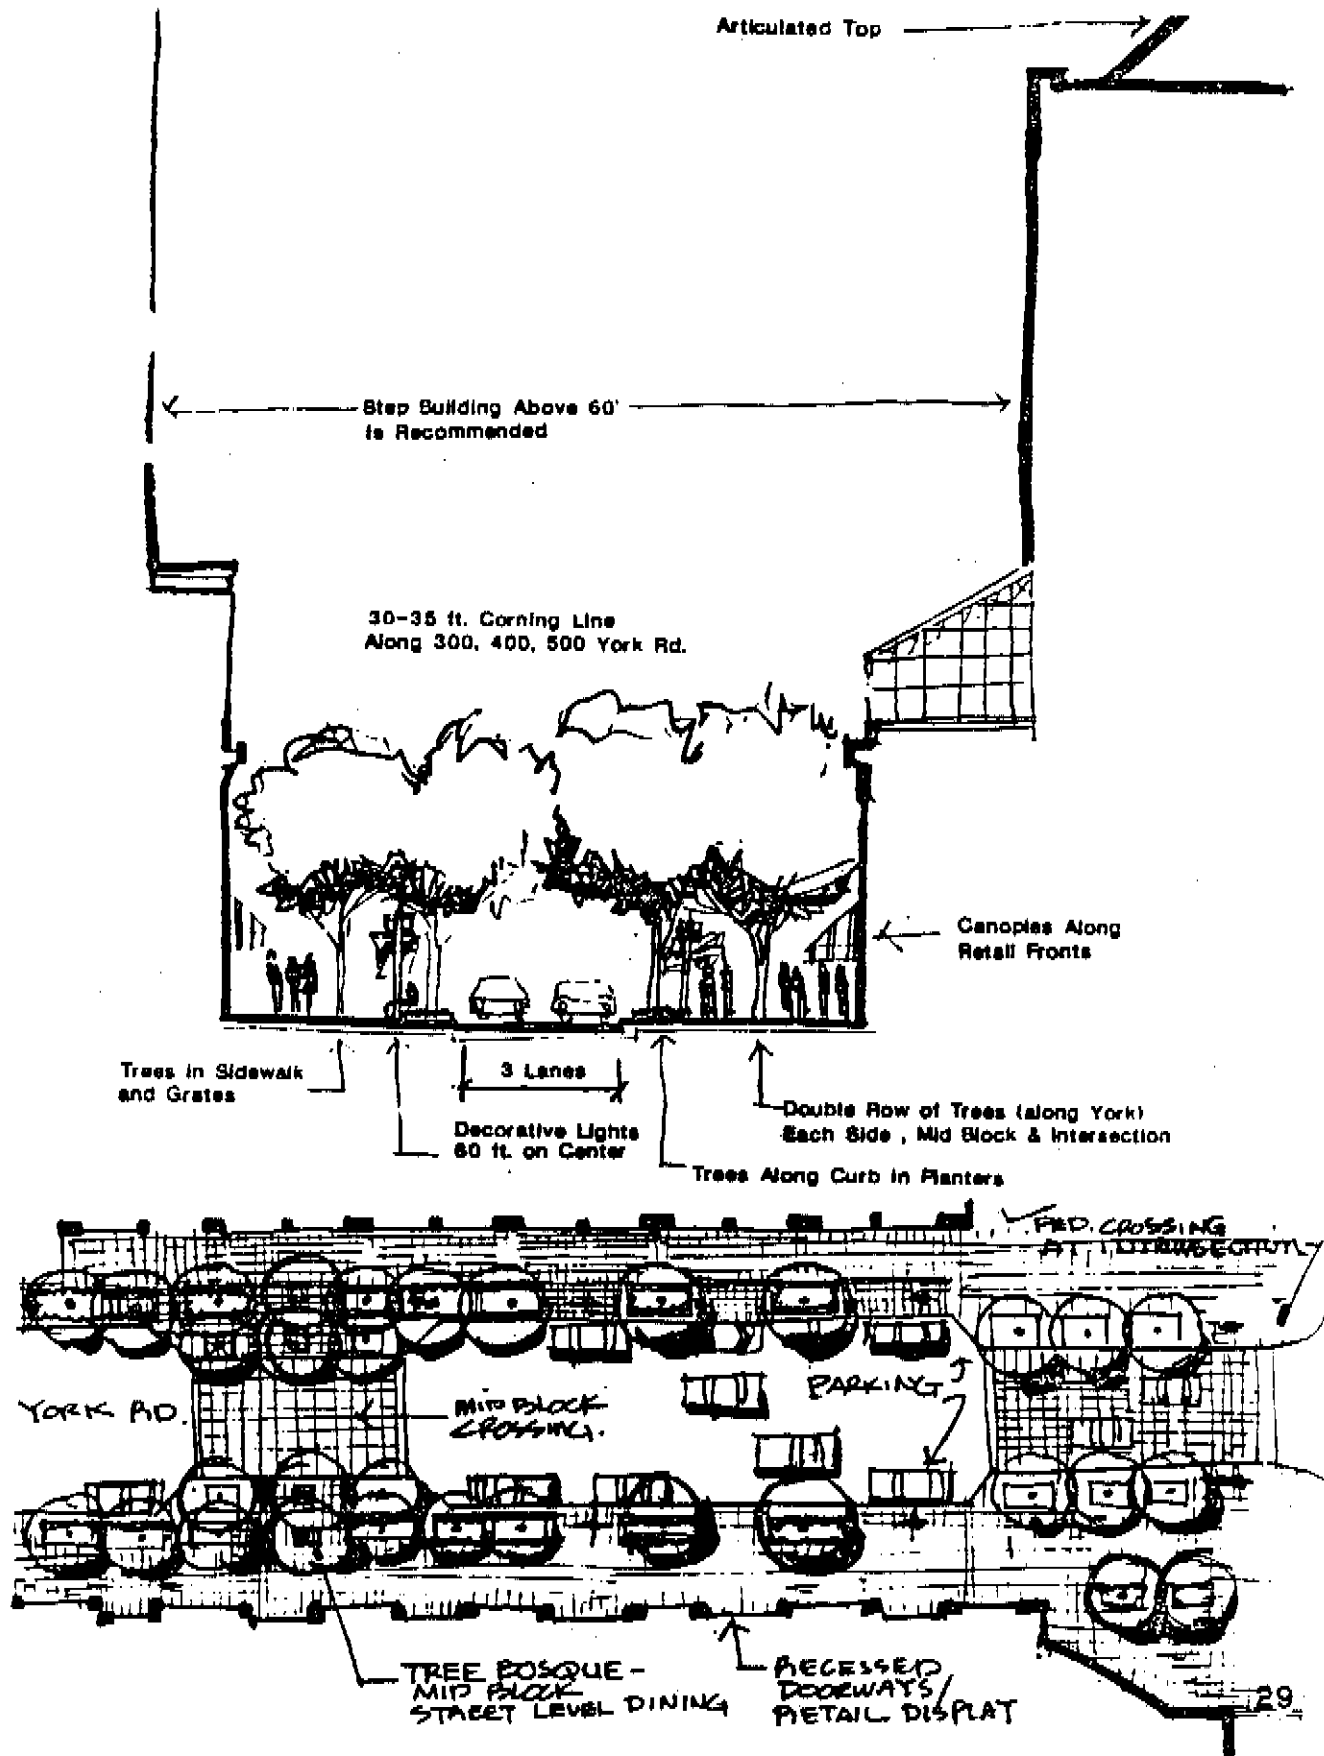 Articulated Top
Step Building Above 60'
Is Recommended
30-35 ft. Corning Line
Along 300, 400, 500 York Rd.
Canopies Along
Retail Fronts
Trees in Sidewalk
and Grates
3 Lanes
Decorative Lights
60 ft. on Center
Double Row of Trees (along York)
Each Side , Mid Block & Intersection
Trees Along Curb in Planters
PED. CROSSING
AT INTERSECTION
YORK RD.
MID BLOCK
CROSSING.
PARKING
TREE BOSQUE -
MID BLOCK
STREET LEVEL DINING
RECESSED
DOORWAYS/
RETAIL DISPLAY
29